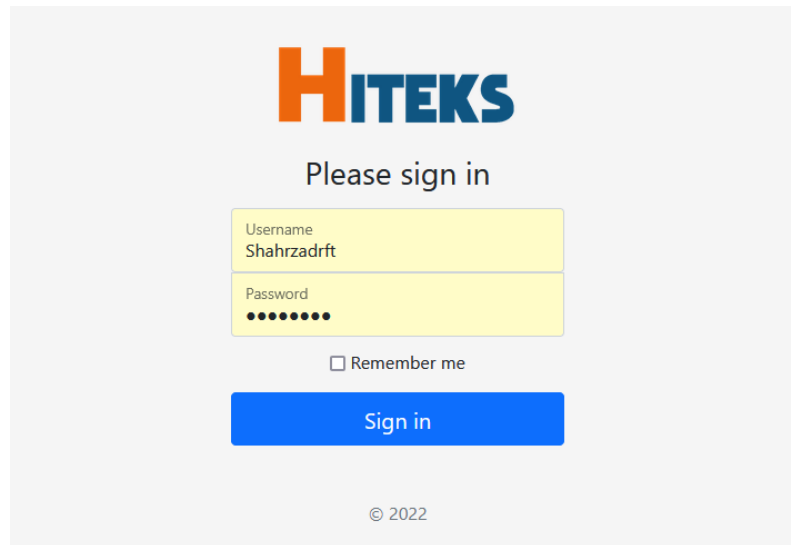 HITEKS
Please sign in
Username
Shahrzadrft
Password
••••••••
Remember me
Sign in
© 2022